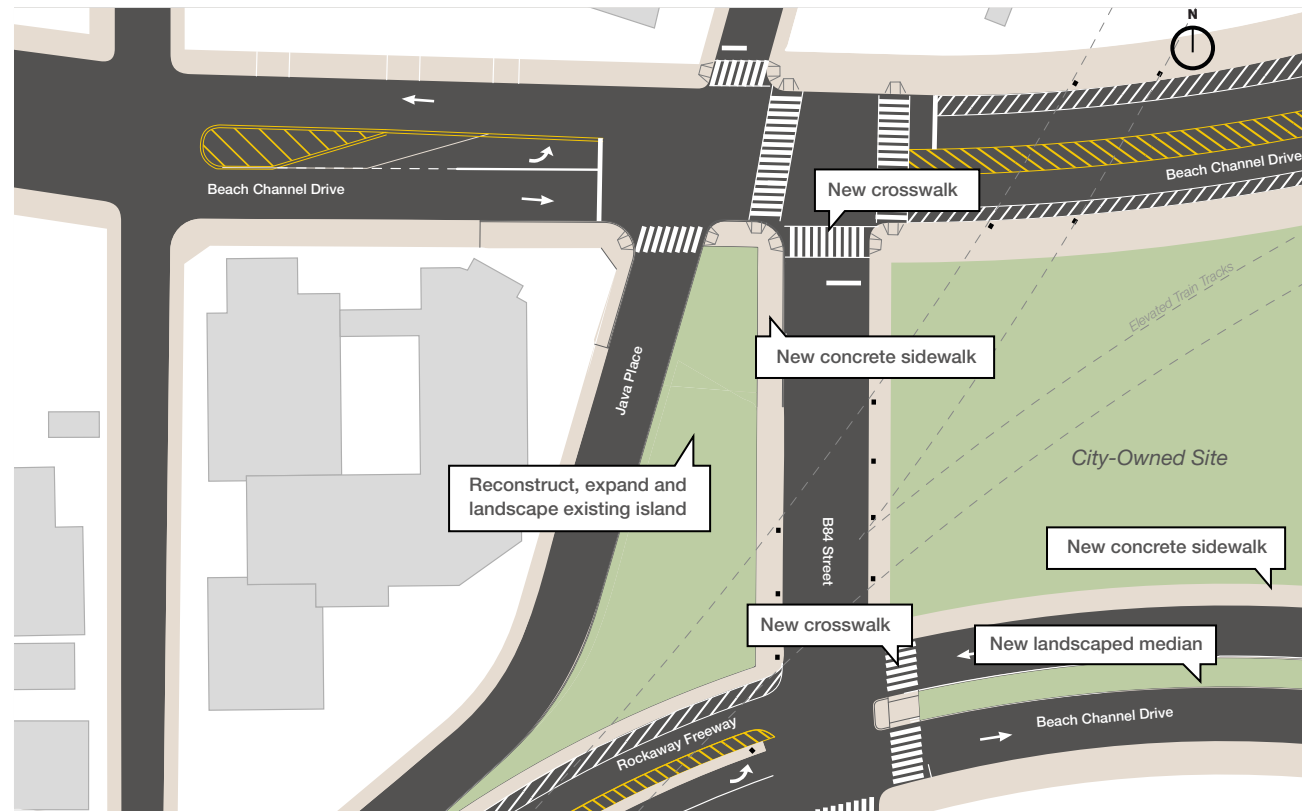 N
Beach Channel Drive
Beach Channel Drive
New crosswalk
Elevated Train Tracks
New concrete sidewalk
Java Place
City-Owned Site
Reconstruct, expand and
landscape existing island
B84 Street
New concrete sidewalk
New crosswalk
New landscaped median
Beach Channel Drive
Rockaway Freeway